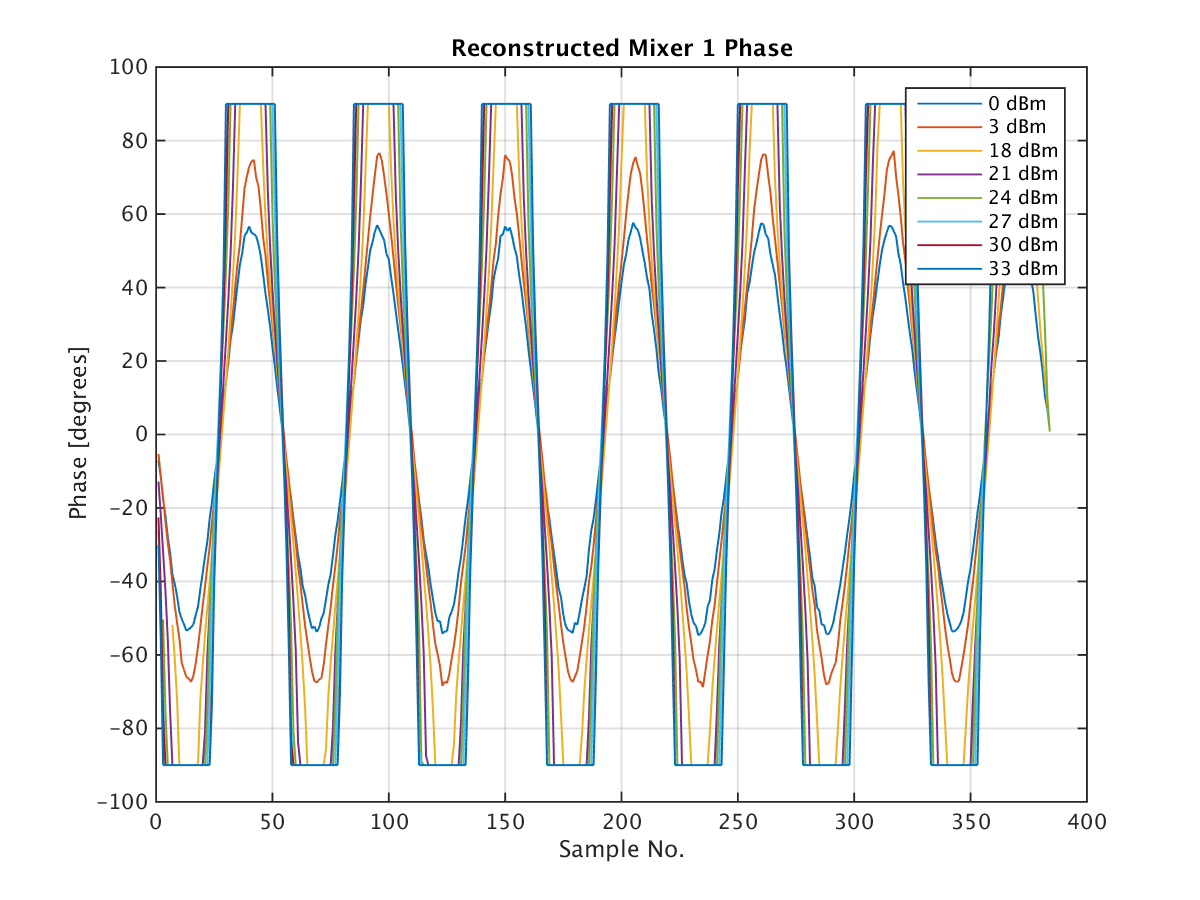 Reconstructed Mixer 1 Phase
100
80
60
40
20
0
−20
−40
−60
−80
−100
Phase [degrees]
0 dBm
3 dBm
18 dBm
21 dBm
24 dBm
27 dBm
30 dBm
33 dBm
0 50 100 150 200 250 300 350 400
Sample No.